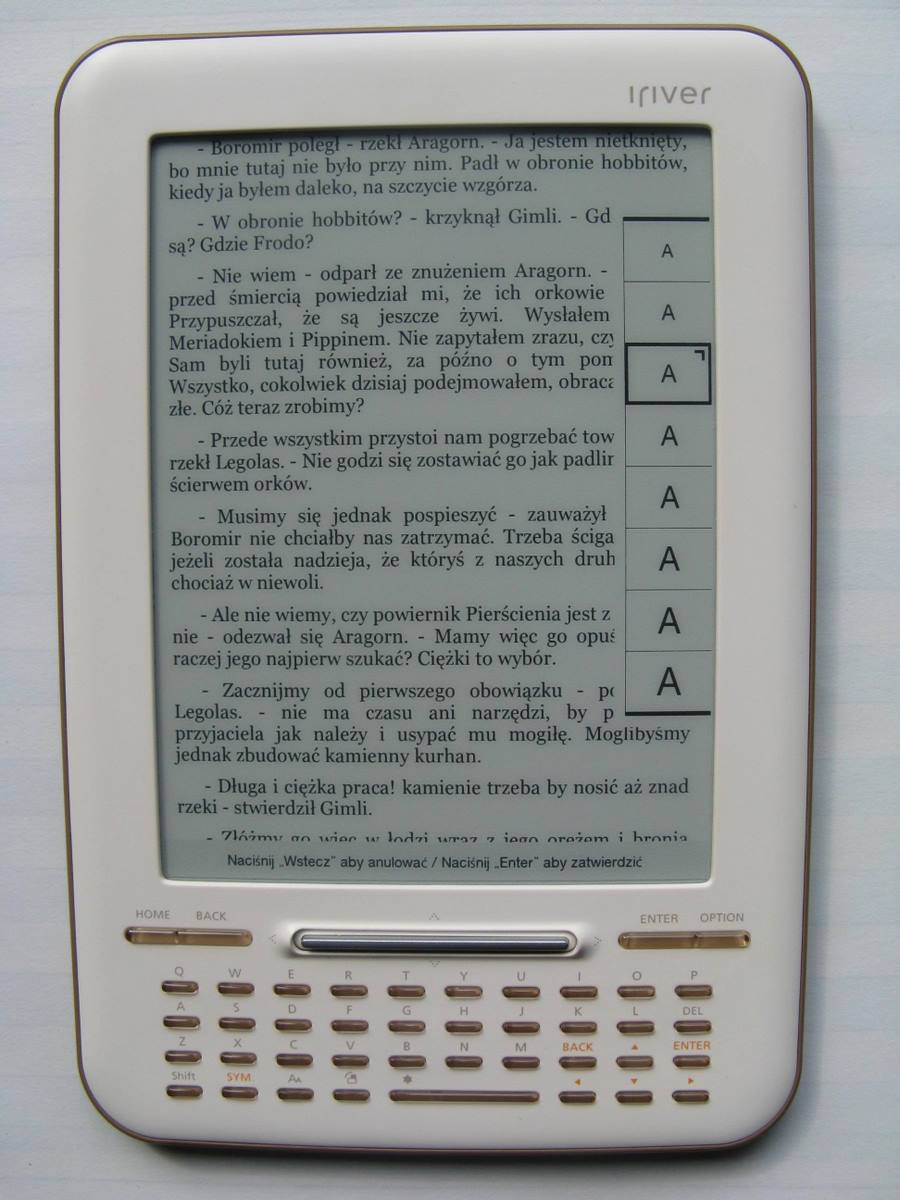 iriver
- Boromir poległ - rzekł Aragorn. - Ja jestem nietknięty,
bo mnie tutaj nie było przy nim. Padł w obronie hobbitów,
kiedy ja byłem daleko, na szczycie wzgórza.
- W obronie hobbitów? - krzyknął Gimli. - Gd
są? Gdzie Frodo?
- Nie wiem - odparł ze znużeniem Aragorn. -
przed śmiercią powiedział mi, że ich orkowie
Przypuszczał, że są jeszcze żywi. Wysłałem
Meriadokiem i Pippinem. Nie zapytałem zrazu, czy
Sam byli tutaj również, za późno o tym pom
Wszystko, cokolwiek dzisiaj podejmowałem, obraca
złe. Cóż teraz zrobimy?
- Przede wszystkim przystoi nam pogrzebać tow
rzekł Legolas. - Nie godzi się zostawiać go jak padlin
ścierwem orków.
- Musimy się jednak pospieszyć - zauważył
Boromir nie chciałby nas zatrzymać. Trzeba ściga
jeżeli została nadzieja, że któryś z naszych druh
chociaż w niewoli.
- Ale nie wiemy, czy powiernik Pierścienia jest z
nie - odezwał się Aragorn. - Mamy więc go opuś
raczej jego najpierw szukać? Ciężki to wybór.
- Zacznijmy od pierwszego obowiązku - po
Legolas. - nie ma czasu ani narzędzi, by p
przyjaciela jak należy i usypać mu mogiłę. Moglibyśmy
jednak zbudować kamienny kurhan.
- Długa i ciężka praca! kamienie trzeba by nosić aż znad
rzeki - stwierdził Gimli.
- Złóżmy go więc w łodzi wraz z jego orężem i bronią
A
A
A
A
A
A
A
A
Naciśnij „Wstecz” aby anulować / Naciśnij „Enter” aby zatwierdzić
HOME BACK ENTER OPTION
Q W E R T Y U I O P
A S D F G H J K L DEL
Z X C V B N M BACK ENTER
Shift SYM AA